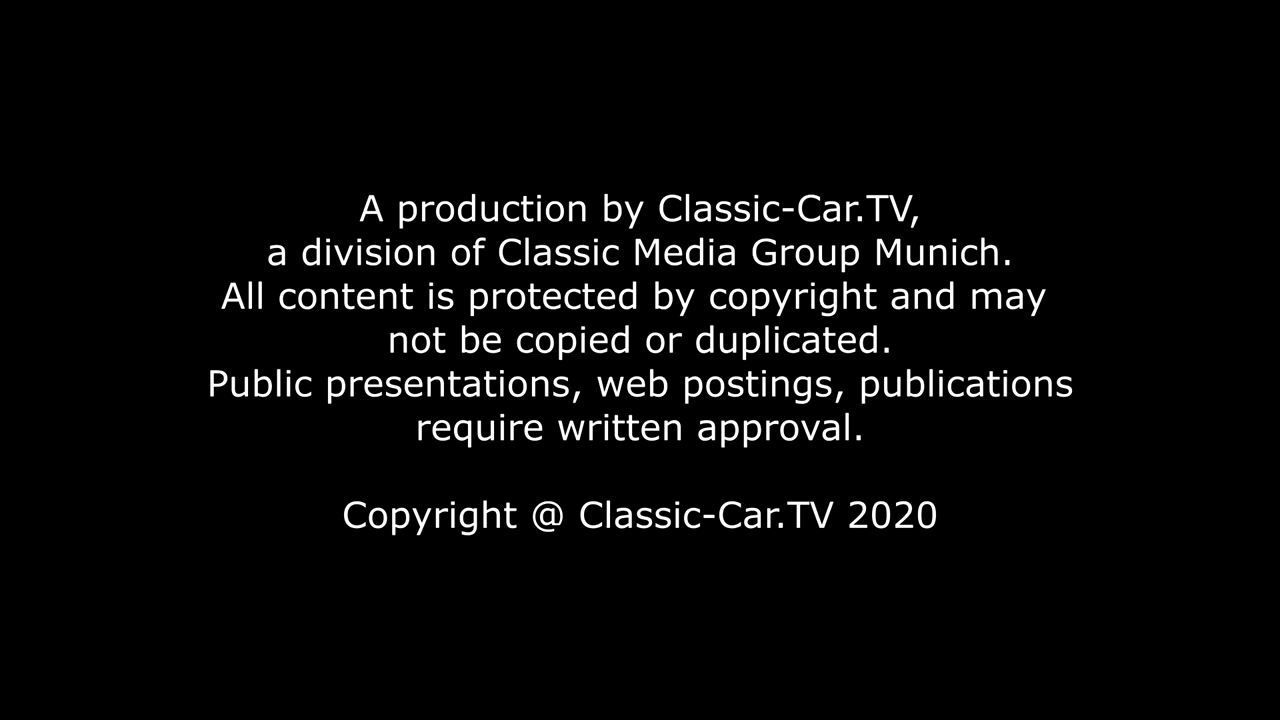 A production by Classic-Car.TV,
a division of Classic Media Group Munich.
All content is protected by copyright and may
not be copied or duplicated.
Public presentations, web postings, publications
require written approval.
Copyright @ Classic-Car.TV 2020